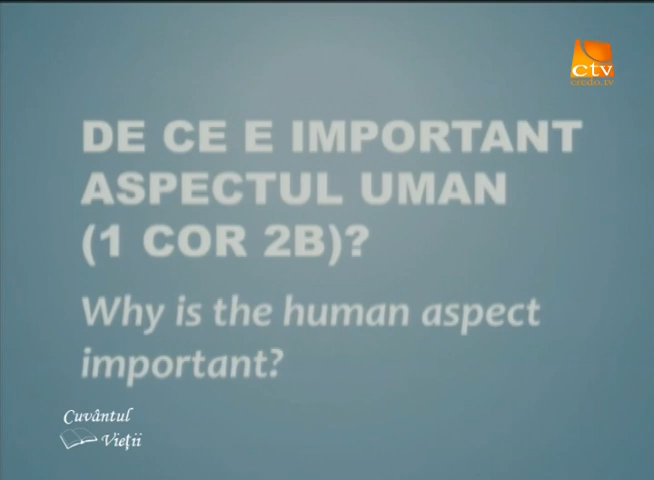 ctv
credo.tv
DE CE E IMPORTANT
ASPECTUL UMAN
(1 COR 2B)?
Why is the human aspect
important?
Cuvântul
Vieții